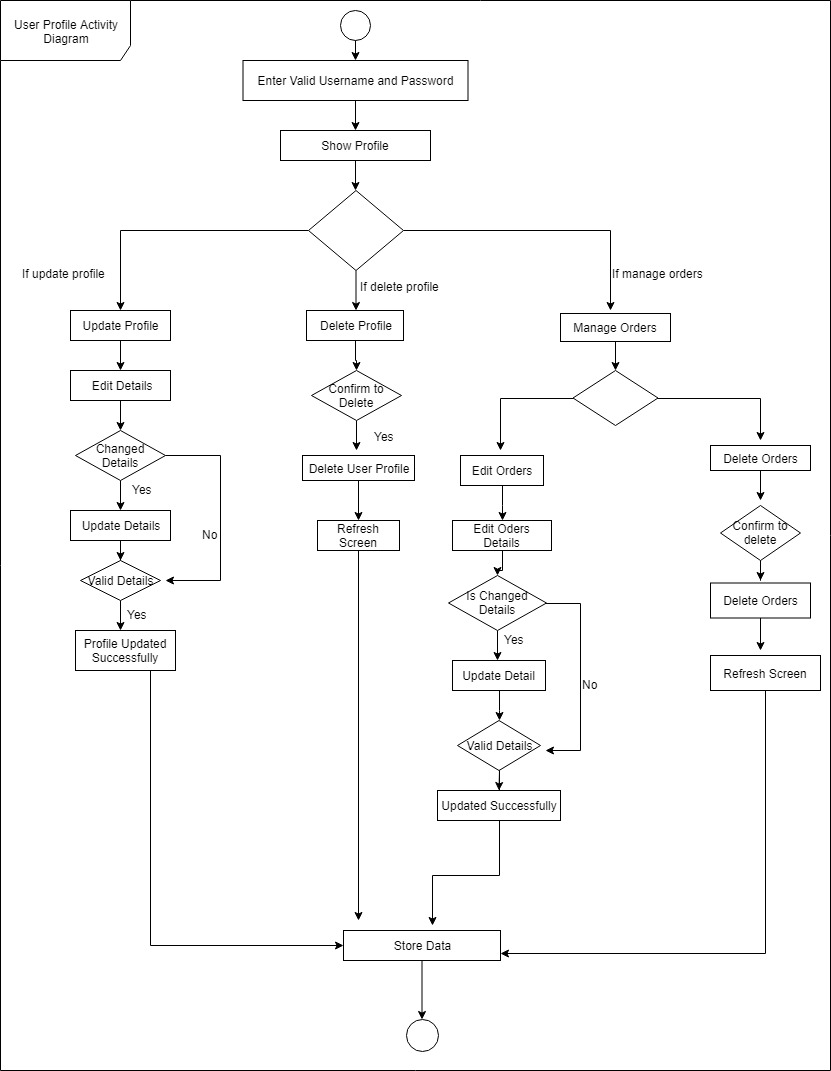 User Profile Activity
Diagram
Enter Valid Username and Password
Show Profile
If update profile
If delete profile
If manage orders
Update Profile
Delete Profile
Manage Orders
Edit Details
Confirm to
Delete
Changed
Details
Yes
Yes
No
Delete User Profile
Edit Orders
Delete Orders
Update Details
Refresh
Screen
Edit Oders
Details
Confirm to
delete
Valid Details
Yes
Is Changed
Details
Yes
Delete Orders
Profile Updated
Successfully
Update Detail
No
Refresh Screen
Valid Details
Updated Successfully
Store Data